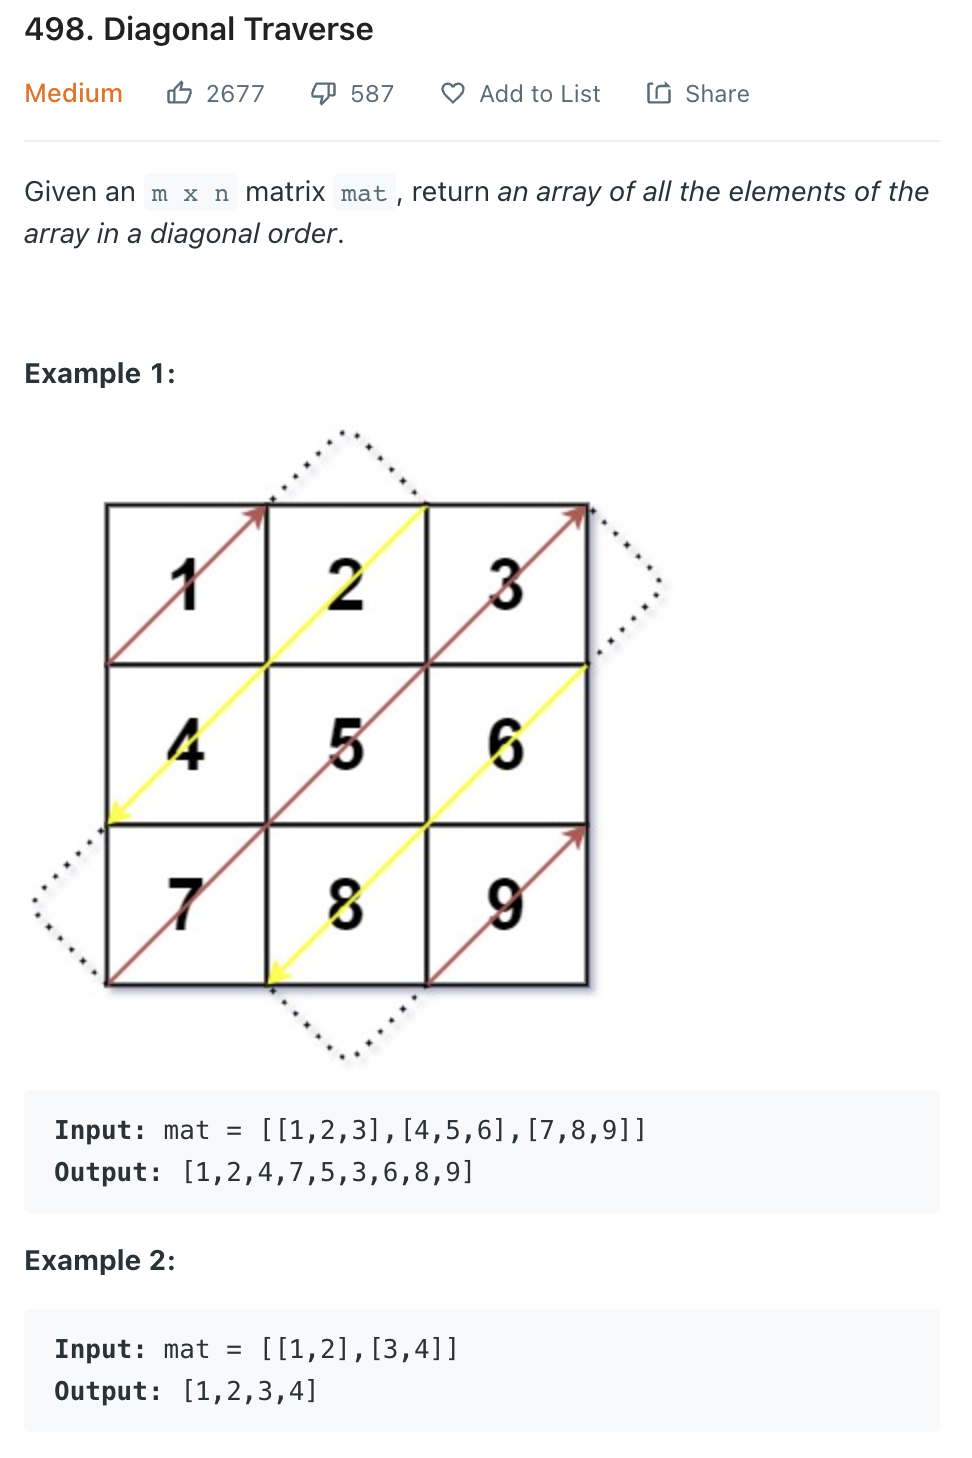 498. Diagonal Traverse
Medium 2677 587 Add to List Share
Given an m x n matrix mat, return an array of all the elements of the
array in a diagonal order.
Example 1:
1 2 3
4 5 6
7 8 9
Input: mat = [[1,2,3],[4,5,6],[7,8,9]]
Output: [1,2,4,7,5,3,6,8,9]
Example 2:
Input: mat = [[1,2],[3,4]]
Output: [1,2,3,4]